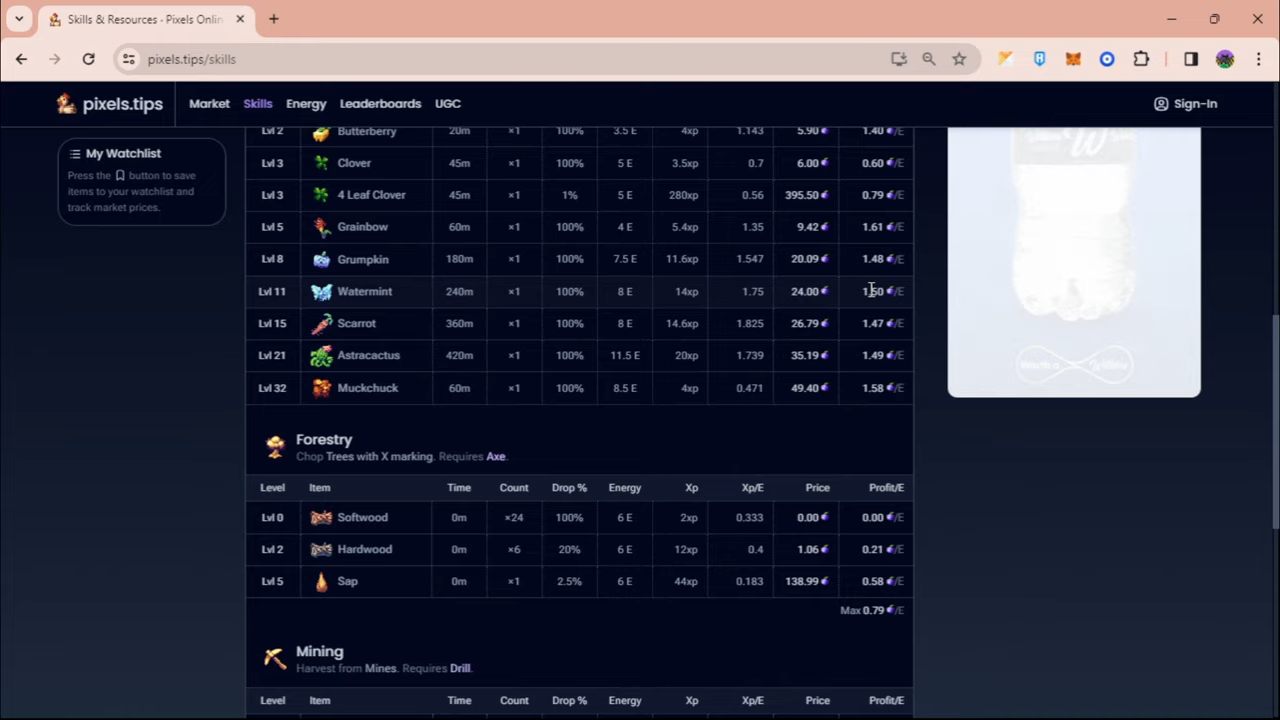 Skills & Resources - Pixels Onlin
pixels.tips/skills
pixels.tips Market Skills Energy Leaderboards UGC Sign-In
My Watchlist
Press the button to save
items to your watchlist and
track market prices.
Lvl 2 Butterberry 20m ×1 100% 3.5 E 4xp 1.143 5.90 1.40 /E
Lvl 3 Clover 45m ×1 100% 5 E 3.5xp 0.7 6.00 0.60 /E
Lvl 3 4 Leaf Clover 45m ×1 1% 5 E 280xp 0.56 395.50 0.79 /E
Lvl 5 Grainbow 60m ×1 100% 4 E 5.4xp 1.35 9.42 1.61 /E
Lvl 8 Grumpkin 180m ×1 100% 7.5 E 11.6xp 1.547 20.09 1.48 /E
Lvl 11 Watermint 240m ×1 100% 8 E 14xp 1.75 24.00 /E
Lvl 15 Scarrot 360m ×1 100% 8 E 14.6xp 1.825 26.79 1.47 /E
Lvl 21 Astracactus 420m ×1 100% 11.5 E 20xp 1.739 35.19 1.49 /E
Lvl 32 Muckchuck 60m ×1 100% 8.5 E 4xp 0.471 49.40 1.58 /E
Forestry
Chop Trees with X marking. Requires Axe.
Level Item Time Count Drop % Energy Xp Xp/E Price Profit/E
Lvl 0 Softwood 0m ×24 100% 6 E 2xp 0.333 0.00 0.00 /E
Lvl 2 Hardwood 0m ×6 20% 6 E 12xp 0.4 1.06 0.21 /E
Lvl 5 Sap 0m ×1 2.5% 6 E 44xp 0.183 138.99 0.58 /E
Max 0.79 /E
Mining
Harvest from Mines. Requires Drill.
Level Item Time Count Drop % Energy Xp Xp/E Price Profit/E